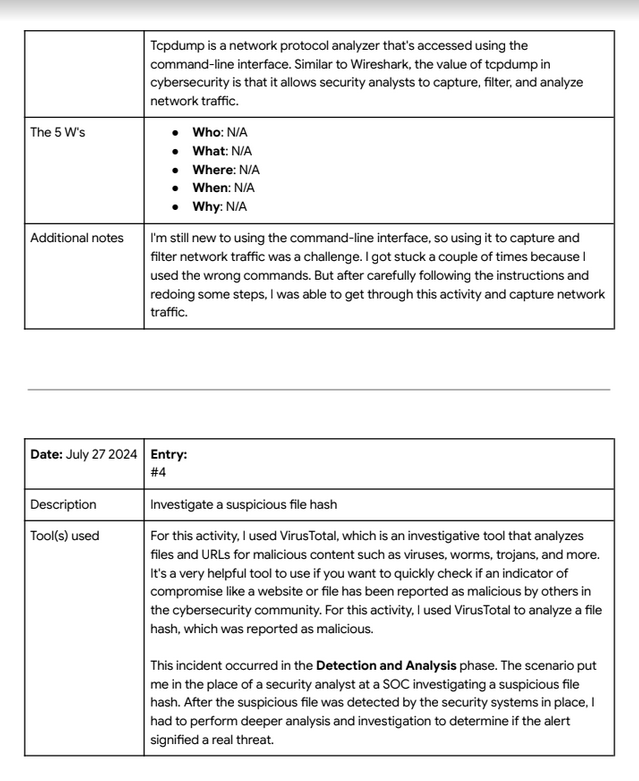 Tcpdump is a network protocol analyzer that's accessed using the
command-line interface. Similar to Wireshark, the value of tcpdump in
cybersecurity is that it allows security analysts to capture, filter, and analyze
network traffic.
The 5 W's
● Who: N/A
● What: N/A
● Where: N/A
● When: N/A
● Why: N/A
Additional notes
I'm still new to using the command-line interface, so using it to capture and
filter network traffic was a challenge. I got stuck a couple of times because I
used the wrong commands. But after carefully following the instructions and
redoing some steps, I was able to get through this activity and capture network
traffic.
Date: July 27 2024
Entry:
#4
Description
Investigate a suspicious file hash
Tool(s) used
For this activity, I used VirusTotal, which is an investigative tool that analyzes
files and URLs for malicious content such as viruses, worms, trojans, and more.
It's a very helpful tool to use if you want to quickly check if an indicator of
compromise like a website or file has been reported as malicious by others in
the cybersecurity community. For this activity, I used VirusTotal to analyze a file
hash, which was reported as malicious.
This incident occurred in the Detection and Analysis phase. The scenario put
me in the place of a security analyst at a SOC investigating a suspicious file
hash. After the suspicious file was detected by the security systems in place, I
had to perform deeper analysis and investigation to determine if the alert
signified a real threat.